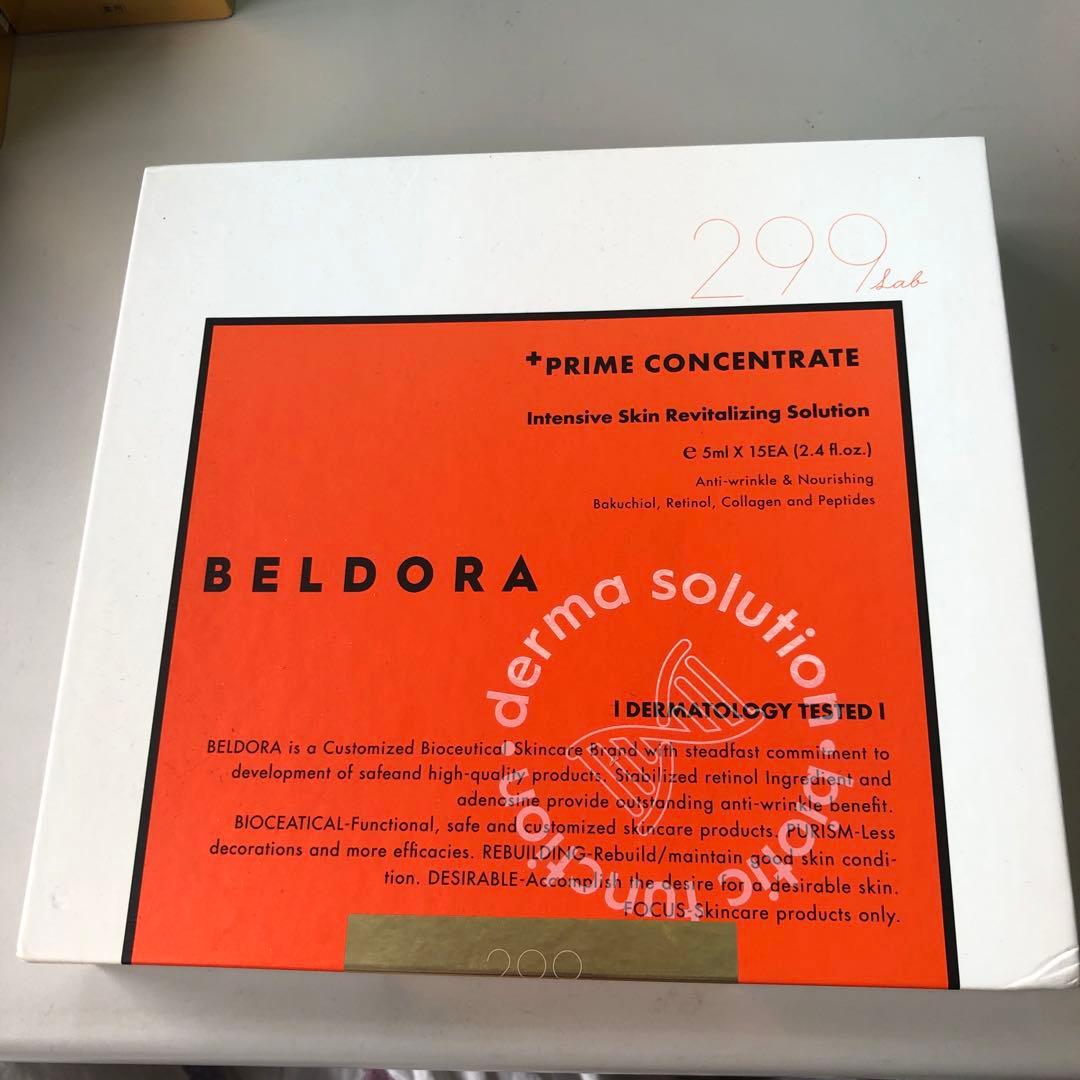 299 Lab
+PRIME CONCENTRATE
Intensive Skin Revitalizing Solution
℮ 5ml X 15EA (2.4 fl.oz.)
Anti-wrinkle & Nourishing
Bakuchiol, Retinol, Collagen and Peptides
BELDORA
derma solution · biotic function ·
| DERMATOLOGY TESTED |
BELDORA is a Customized Bioceutical Skincare Brand with steadfast commitment to
development of safeand high-quality products. Stabilized retinol Ingredient and
adenosine provide outstanding anti-wrinkle benefit.
BIOCEATICAL-Functional, safe and customized skincare products. PURISM-Less
decorations and more efficacies. REBUILDING-Rebuild/maintain good skin condi-
tion. DESIRABLE-Accomplish the desire for a desirable skin.
FOCUS-Skincare products only.